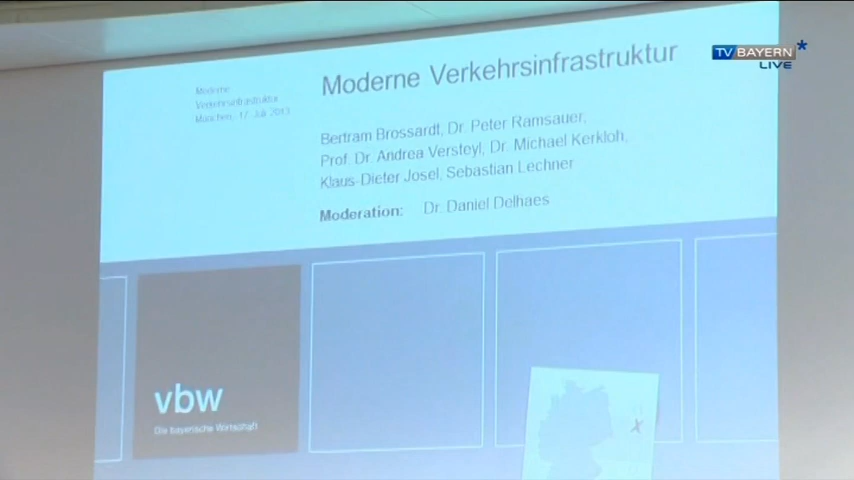 TV BAYERN
LIVE
Moderne
Verkehrsinfrastruktur
München, 17. Juli 2013
Moderne Verkehrsinfrastruktur
Bertram Brossardt, Dr. Peter Ramsauer,
Prof. Dr. Andrea Versteyl, Dr. Michael Kerkloh,
Klaus-Dieter Josel, Sebastian Lechner
Moderation: Dr. Daniel Delhaes
vbw
Die bayerische Wirtschaft
X